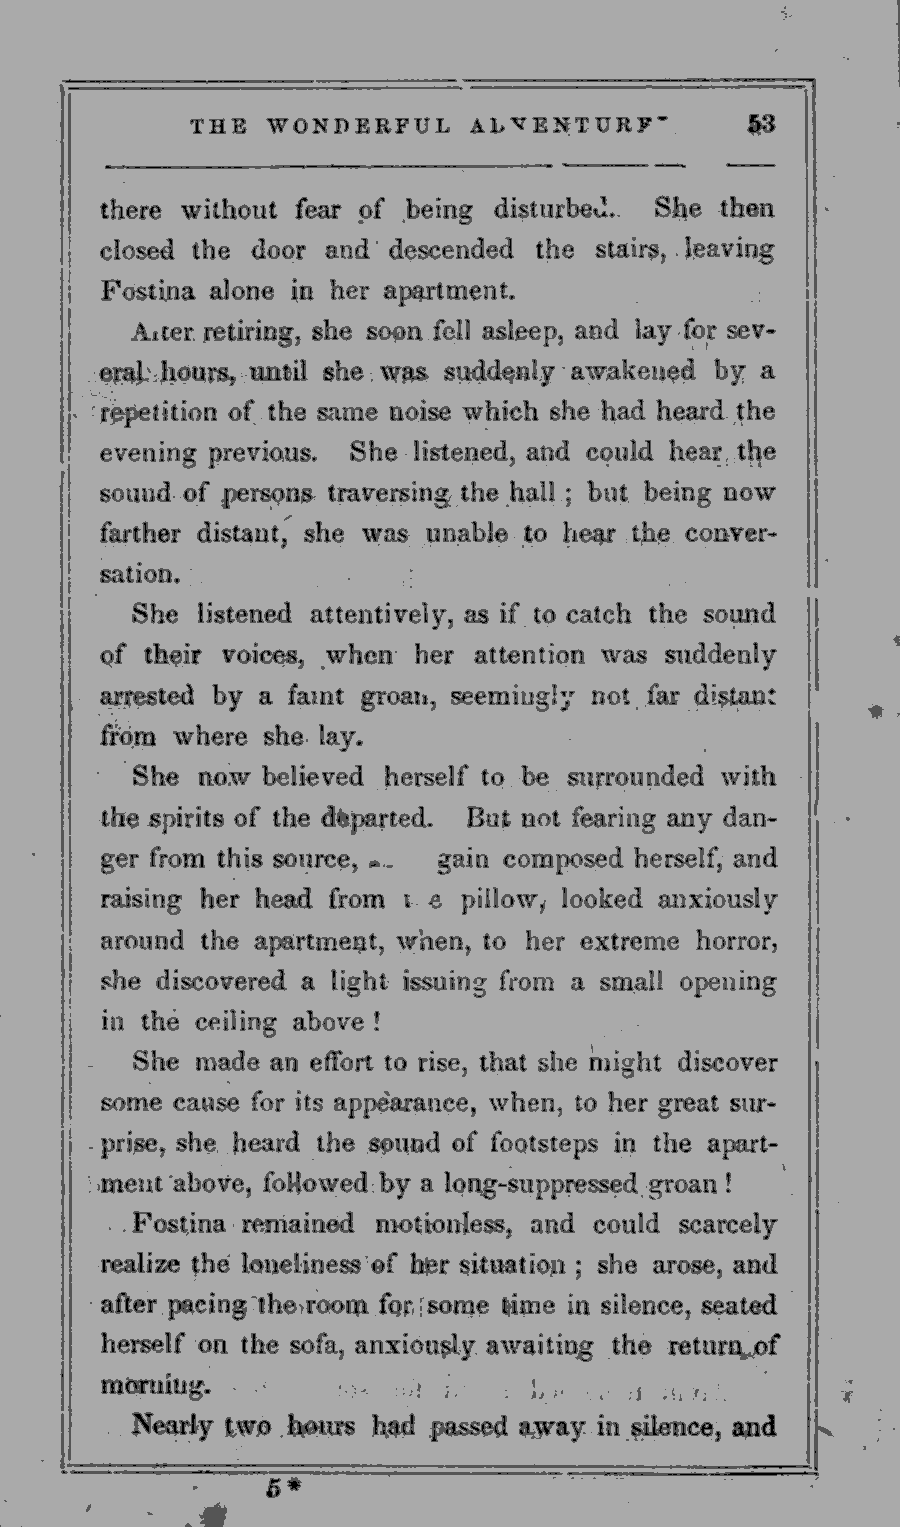 THE WONDERFUL ADVENTURE 53
there without fear of being disturbed. She then
closed the door and descended the stairs, leaving
Fostina alone in her apartment.
After retiring, she soon fell asleep, and lay for sev-
eral hours, until she was suddenly awakened by a
repetition of the same noise which she had heard the
evening previous. She listened, and could hear the
sound of persons traversing the hall ; but being now
farther distant, she was unable to hear the conver-
sation.
She listened attentively, as if to catch the sound
of their voices, when her attention was suddenly
arrested by a faint groan, seemingly not far distant
from where she lay.
She now believed herself to be surrounded with
the spirits of the departed. But not fearing any dan-
ger from this source, gain composed herself, and
raising her head from pillow, looked anxiously
around the apartment, when, to her extreme horror,
she discovered a light issuing from a small opening
in the ceiling above !
She made an effort to rise, that she might discover
some cause for its appearance, when, to her great sur-
prise, she heard the sound of footsteps in the apart-
ment above, followed by a long-suppressed groan !
Fostina remained motionless, and could scarcely
realize the loneliness of her situation ; she arose, and
after pacing the room for some time in silence, seated
herself on the sofa, anxiously awaiting the return of
morning.
Nearly two hours had passed away in silence, and
5*